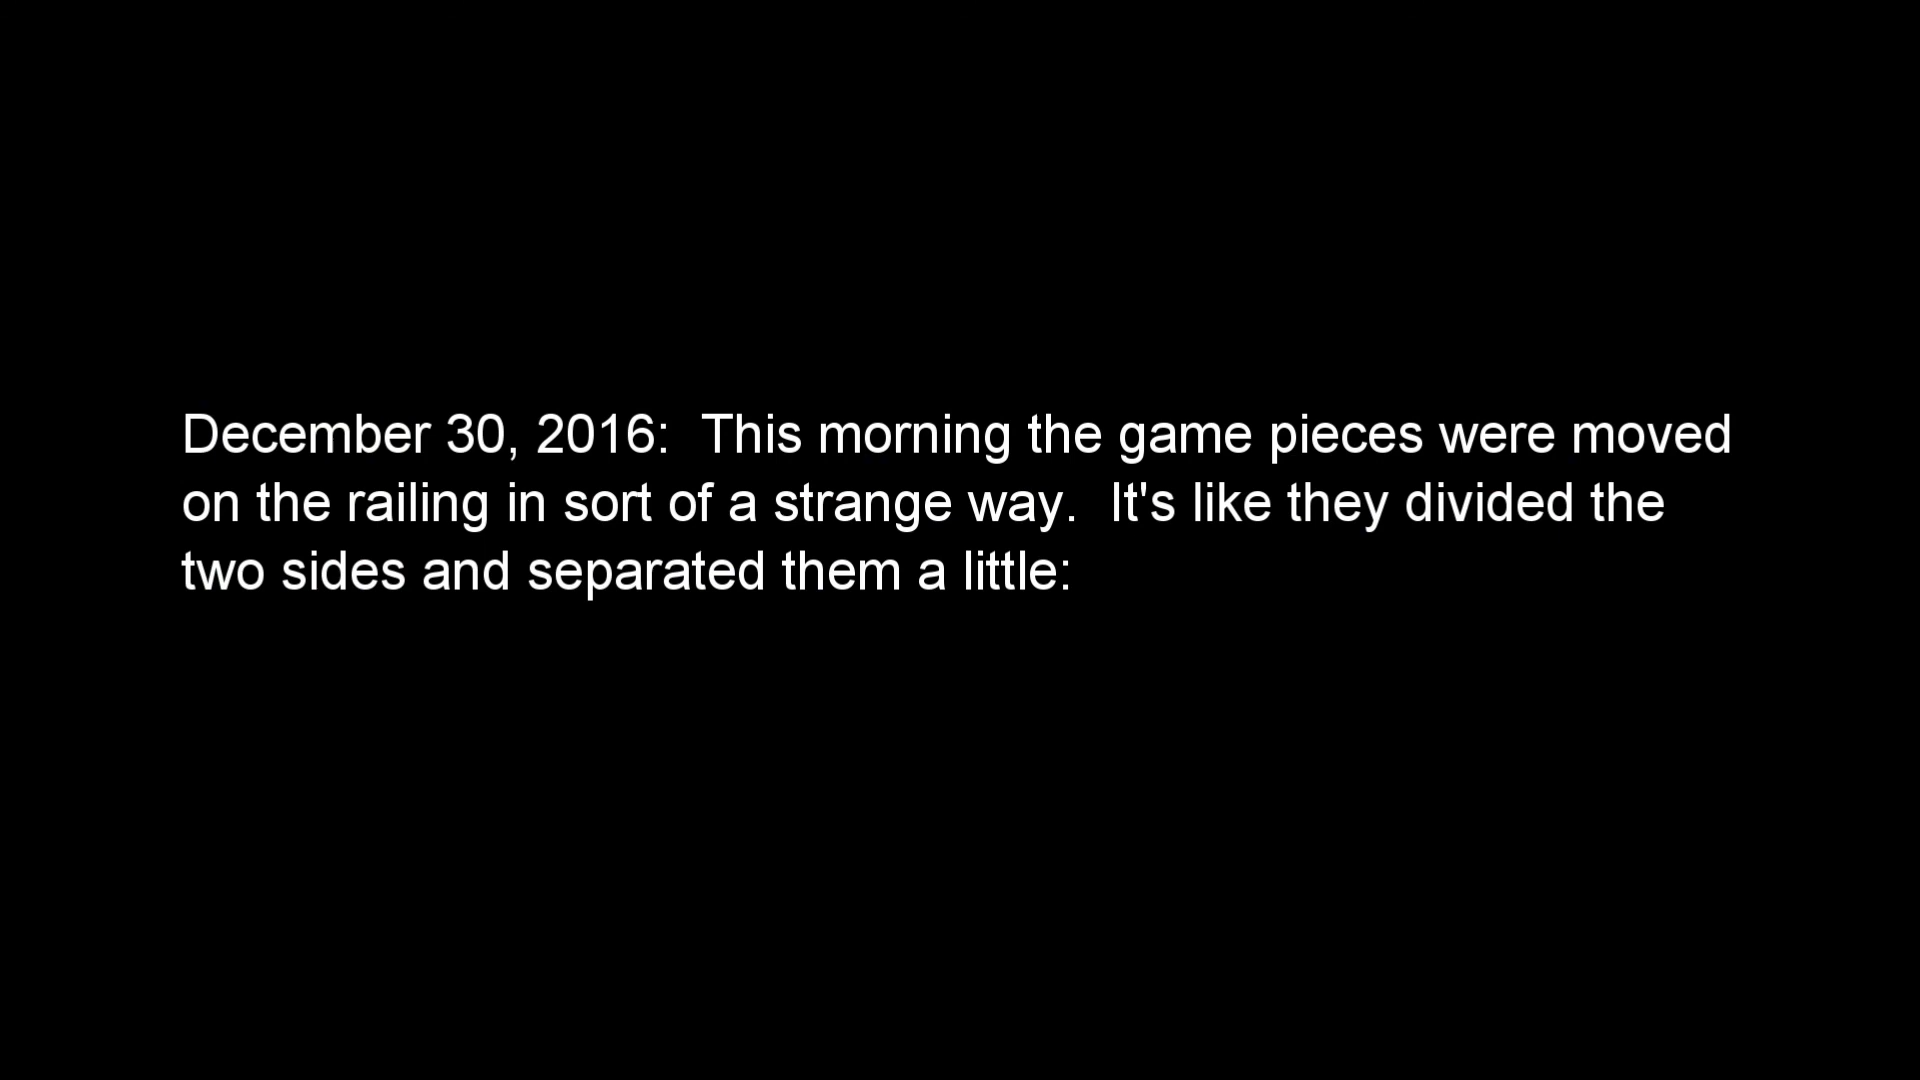 December 30, 2016:  This morning the game pieces were moved
on the railing in sort of a strange way.  It's like they divided the
two sides and separated them a little: